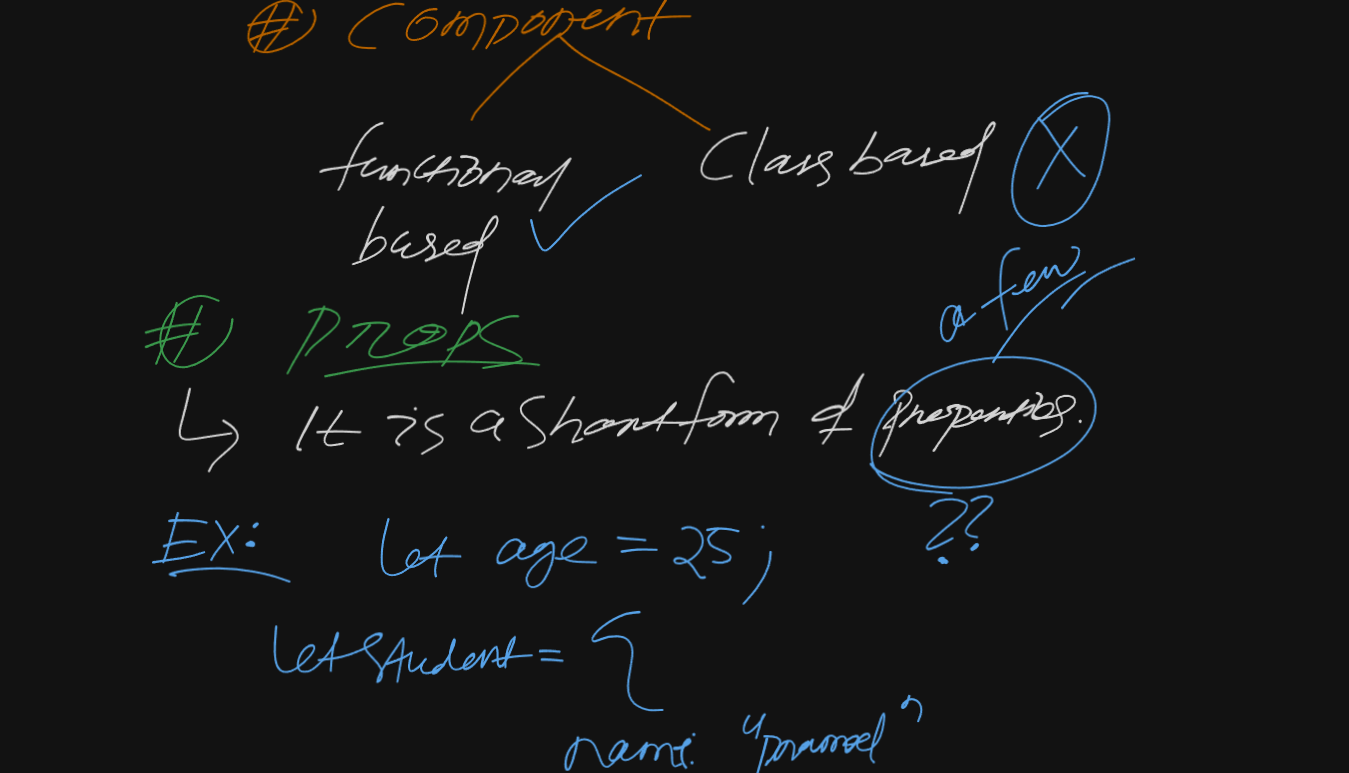 # Component
functional Class based X
based
a few
# Props
It is a Short form of properties.
Ex: let age = 25; ??
let student = {
name: "